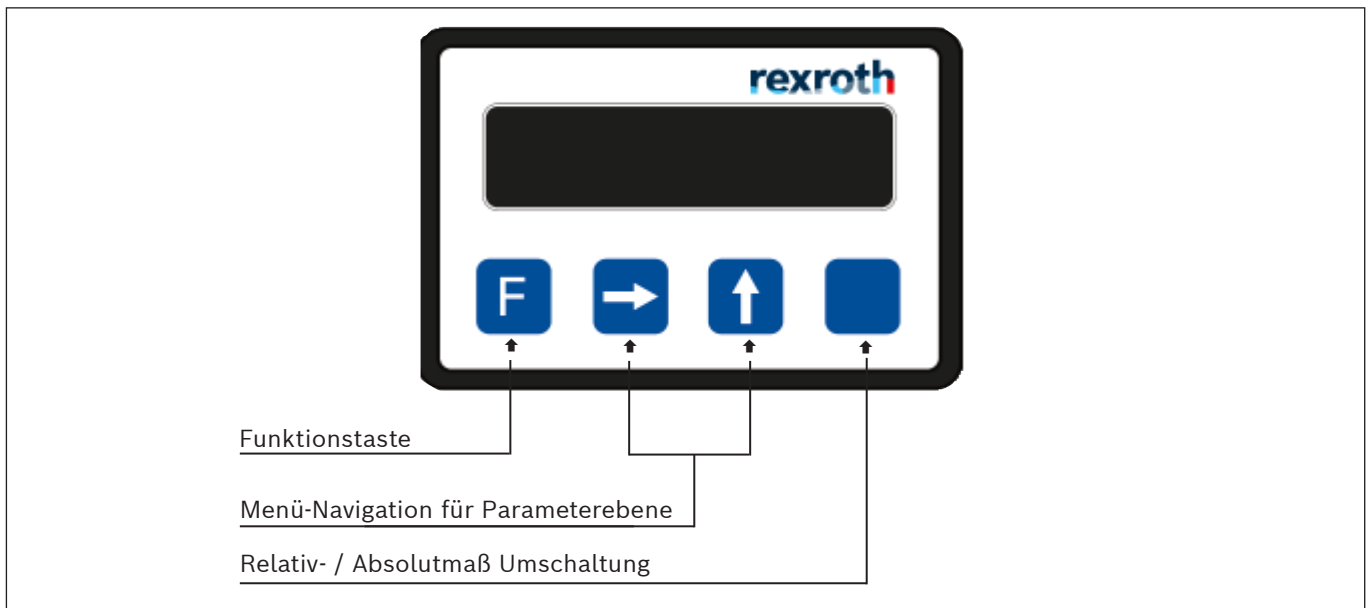 rexroth
F
Funktionstaste
Menü-Navigation für Parameterebene
Relativ- / Absolutmaß Umschaltung